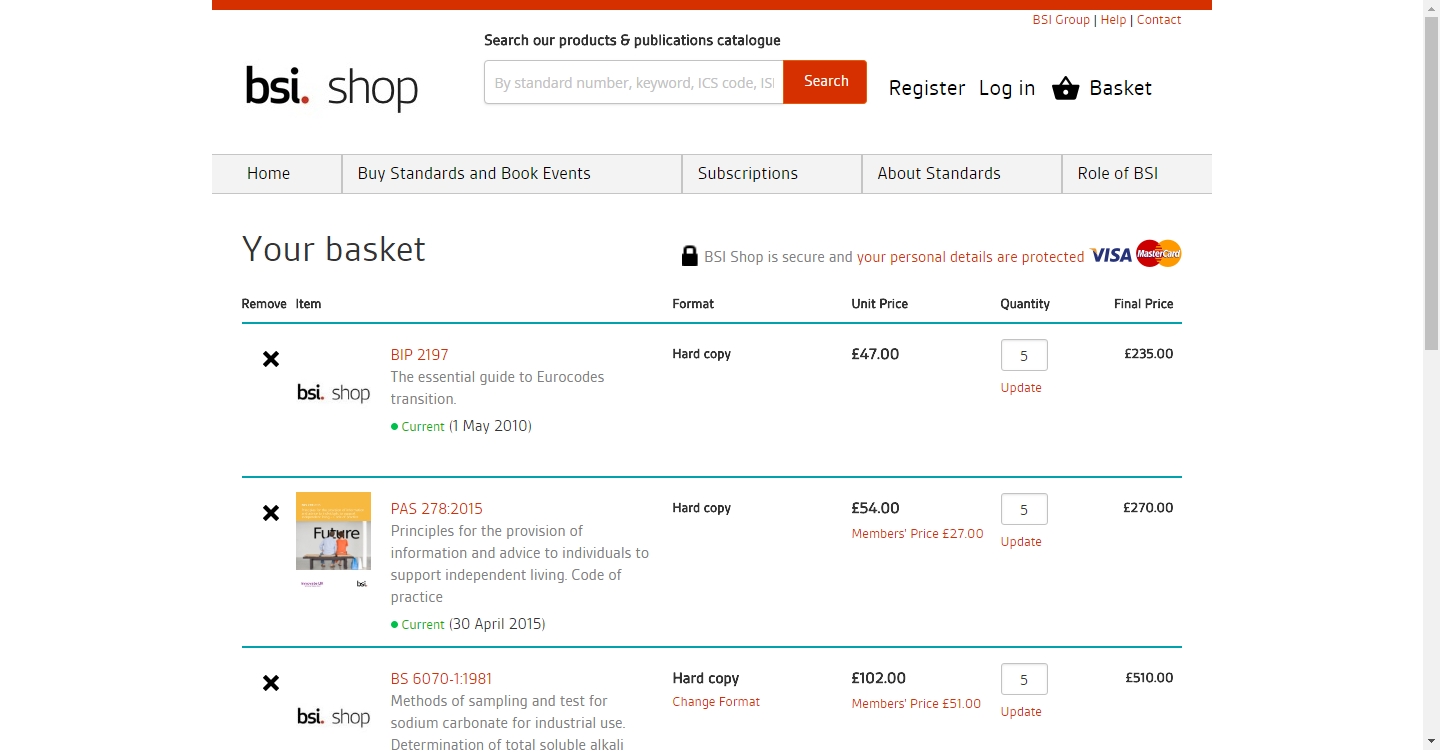 BSI Group | Help | Contact
Search our products & publications catalogue
bsi. shop
By standard number, keyword, ICS code, ISI
Search
Register Log in Basket
Home
Buy Standards and Book Events
Subscriptions
About Standards
Role of BSI
Your basket
BSI Shop is secure and your personal details are protected VISA MasterCard
Remove Item Format Unit Price Quantity Final Price
BIP 2197
The essential guide to Eurocodes
transition.
Current (1 May 2010)
bsi. shop
Hard copy
£47.00
5
Update
£235.00
PAS 278:2015
Principles for the provision of
information and advice to individuals to
support independent living. Code of
practice
Current (30 April 2015)
Future
bsi.
Hard copy
£54.00
Members' Price £27.00
5
Update
£270.00
BS 6070-1:1981
Methods of sampling and test for
sodium carbonate for industrial use.
Determination of total soluble alkali
bsi. shop
Hard copy
Change Format
£102.00
Members' Price £51.00
5
Update
£510.00